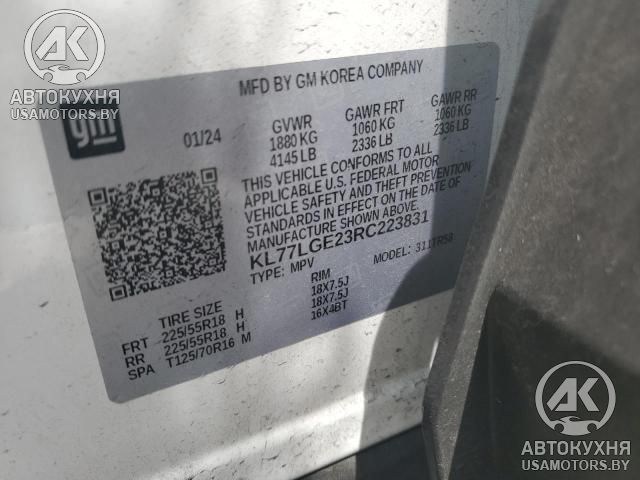 AK
АВТОКУХНЯ
USAMOTORS.BY
gm
MFD BY GM KOREA COMPANY
01/24
GVWR
1880 KG
4145 LB
GAWR FRT
1060 KG
2336 LB
GAWR RR
1060 KG
2336 LB
THIS VEHICLE CONFORMS TO ALL
APPLICABLE U.S. FEDERAL MOTOR
VEHICLE SAFETY AND THEFT PREVENTION
STANDARDS IN EFFECT ON THE DATE OF
MANUFACTURE SHOWN ABOVE.
KL77LGE23RC223831
TYPE: MPV
MODEL: 311TR58
TIRE SIZE
RIM
FRT 225/55R18 H 18X7.5J
RR 225/55R18 H 18X7.5J
SPA T125/70R16 M 16X4BT
AK
АВТОКУХНЯ
USAMOTORS.BY